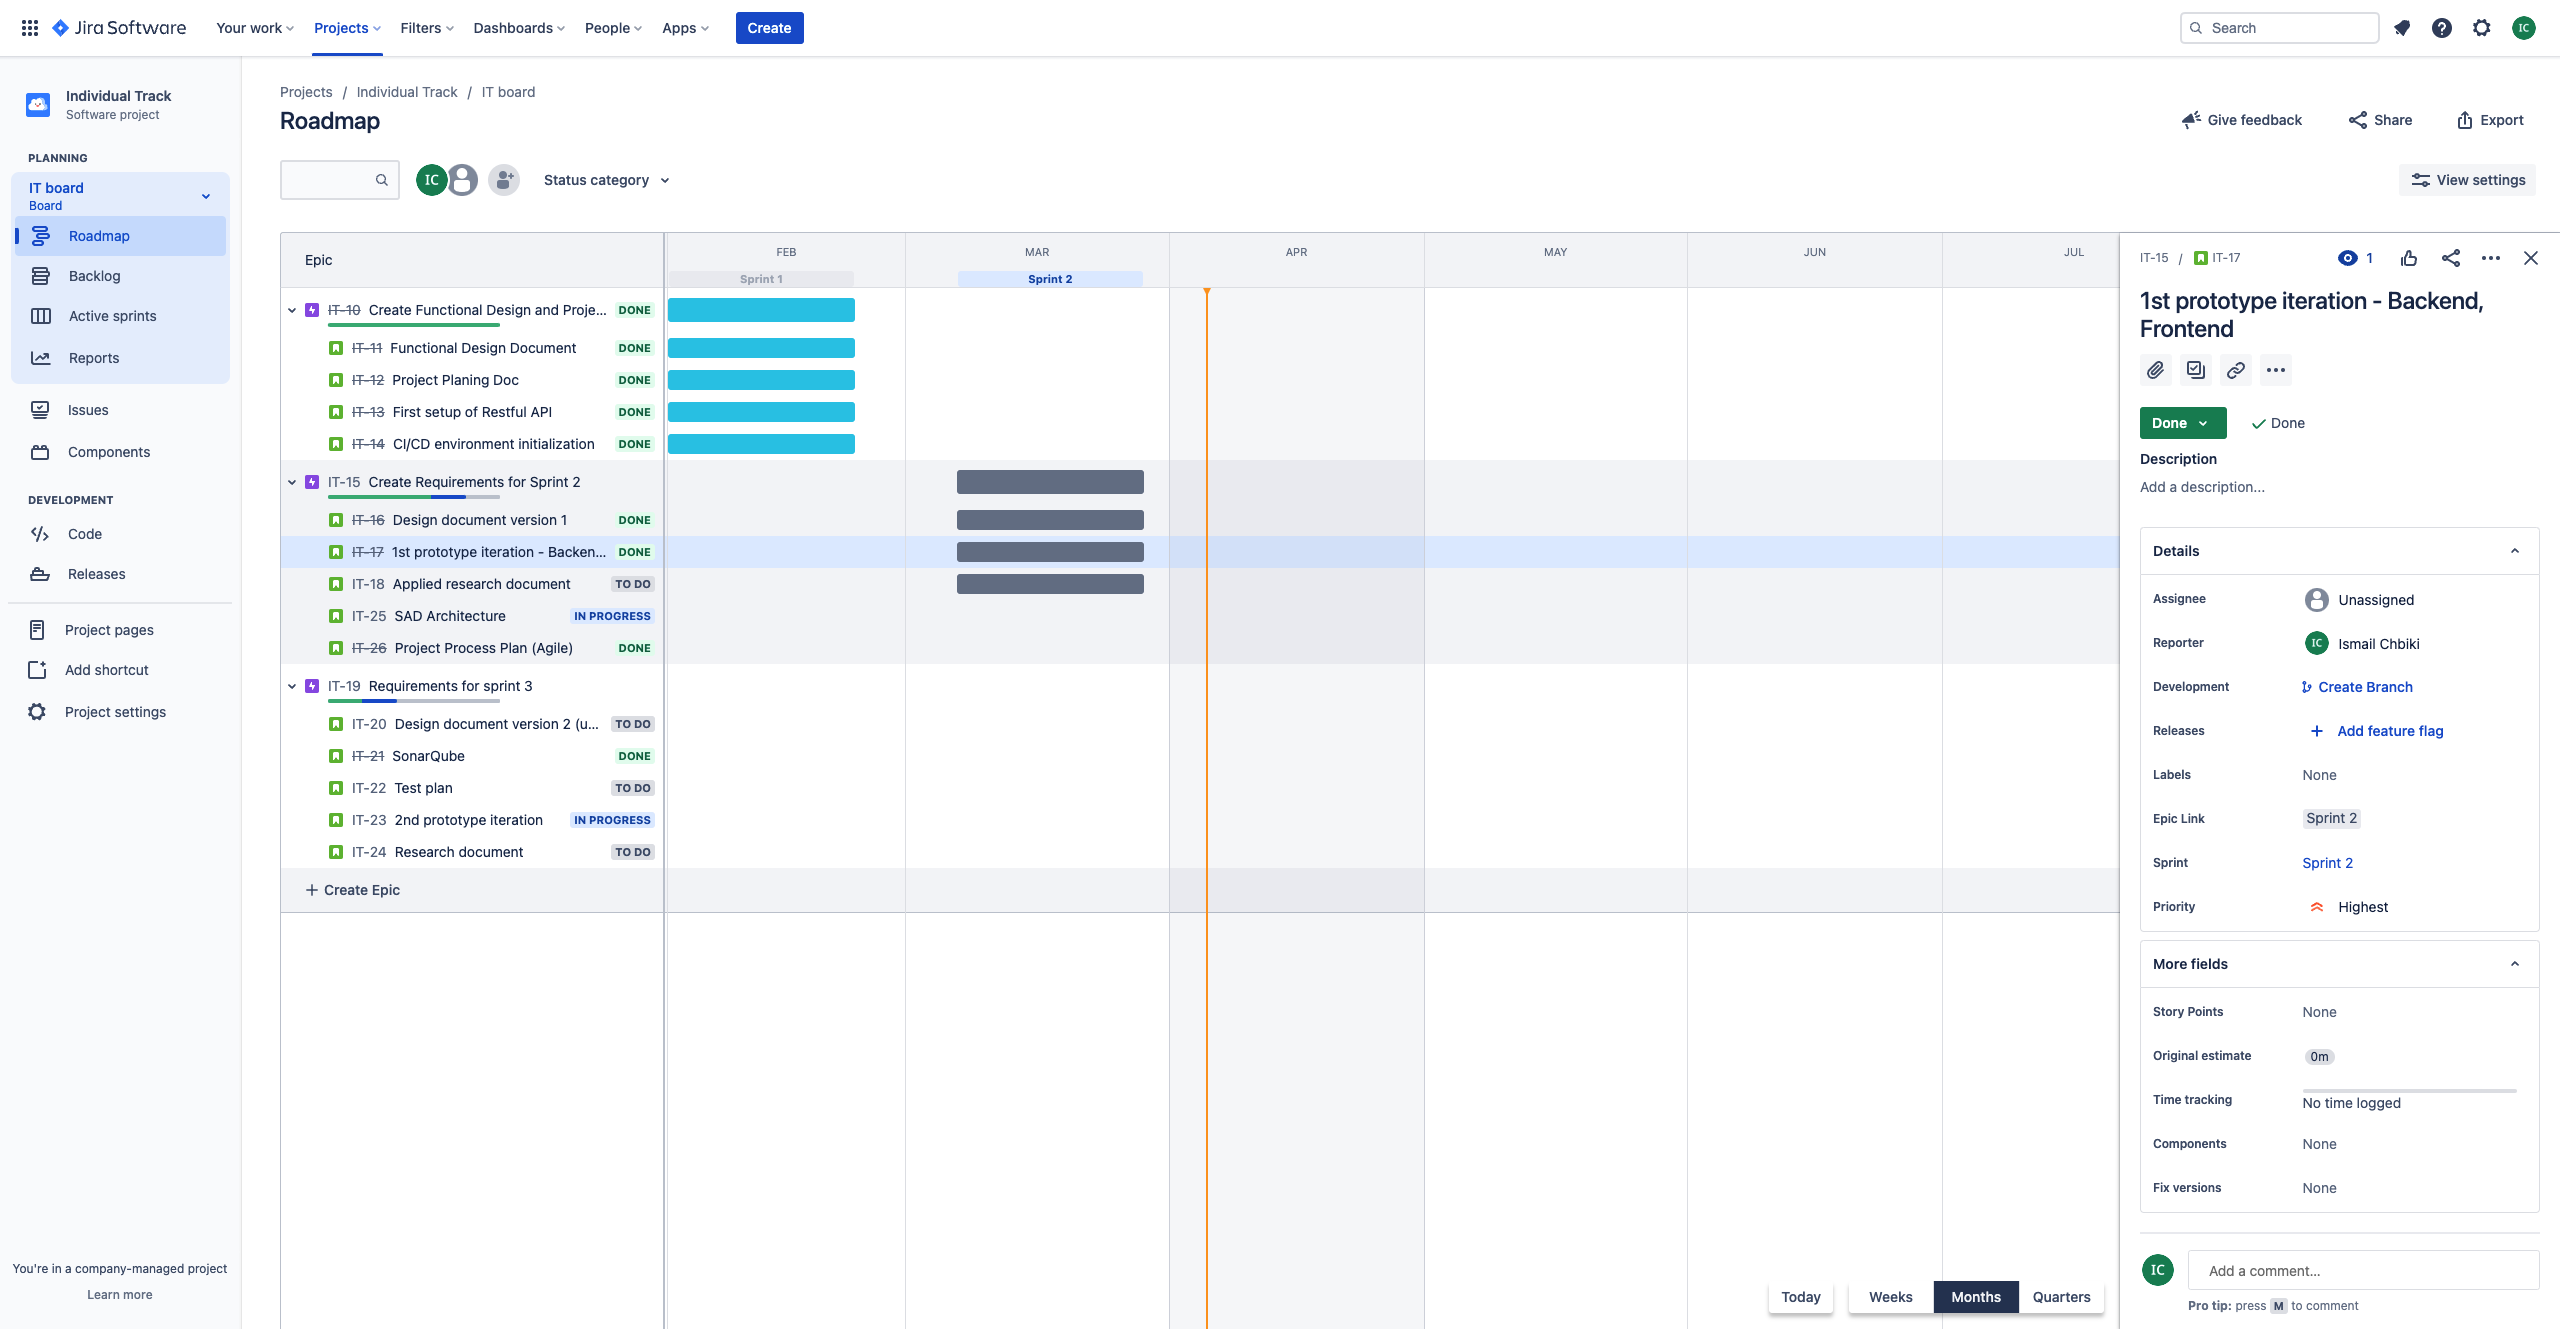 Jira Software Your work Projects Filters Dashboards People Apps Create Search IC
Individual Track
Software project
PLANNING
IT board
Board
Roadmap
Backlog
Active sprints
Reports
Issues
Components
DEVELOPMENT
Code
Releases
Project pages
Add shortcut
Project settings
You're in a company-managed project
Learn more
Projects / Individual Track / IT board
Roadmap
Give feedback Share Export
IC Status category View settings
Epic FEB MAR APR MAY JUN JUL
Sprint 1 Sprint 2
IT-10 Create Functional Design and Proje... DONE
IT-11 Functional Design Document DONE
IT-12 Project Planing Doc DONE
IT-13 First setup of Restful API DONE
IT-14 CI/CD environment initialization DONE
IT-15 Create Requirements for Sprint 2
IT-16 Design document version 1 DONE
IT-17 1st prototype iteration - Backen... DONE
IT-18 Applied research document TO DO
IT-25 SAD Architecture IN PROGRESS
IT-26 Project Process Plan (Agile) DONE
IT-19 Requirements for sprint 3
IT-20 Design document version 2 (u... TO DO
IT-21 SonarQube DONE
IT-22 Test plan TO DO
IT-23 2nd prototype iteration IN PROGRESS
IT-24 Research document TO DO
+ Create Epic
Today Weeks Months Quarters
IT-15 / IT-17 1
1st prototype iteration - Backend,
Frontend
Done Done
Description
Add a description...
Details
Assignee Unassigned
Reporter IC Ismail Chbiki
Development Create Branch
Releases + Add feature flag
Labels None
Epic Link Sprint 2
Sprint Sprint 2
Priority Highest
More fields
Story Points None
Original estimate 0m
Time tracking No time logged
Components None
Fix versions None
IC Add a comment...
Pro tip: press M to comment